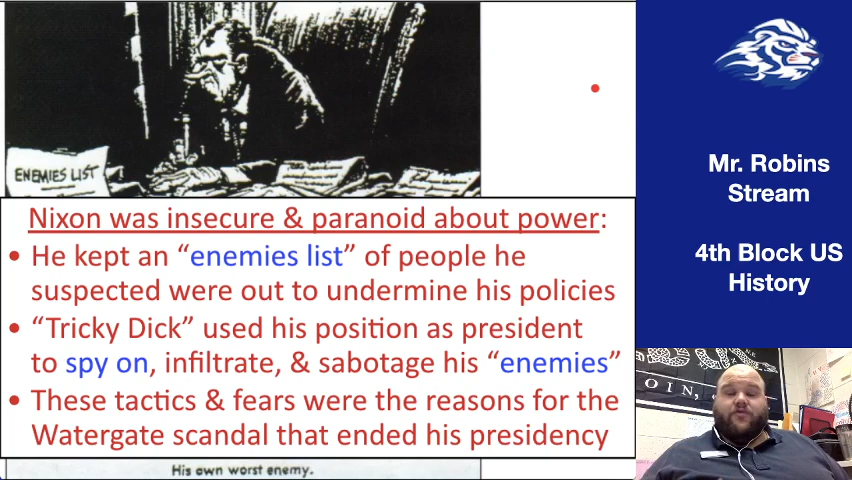 ENEMIES LIST
Nixon was insecure & paranoid about power:
• He kept an “enemies list” of people he
suspected were out to undermine his policies
• “Tricky Dick” used his position as president
to spy on, infiltrate, & sabotage his “enemies”
• These tactics & fears were the reasons for the
Watergate scandal that ended his presidency
His own worst enemy.
Mr. Robins
Stream
4th Block US
History
OIN,